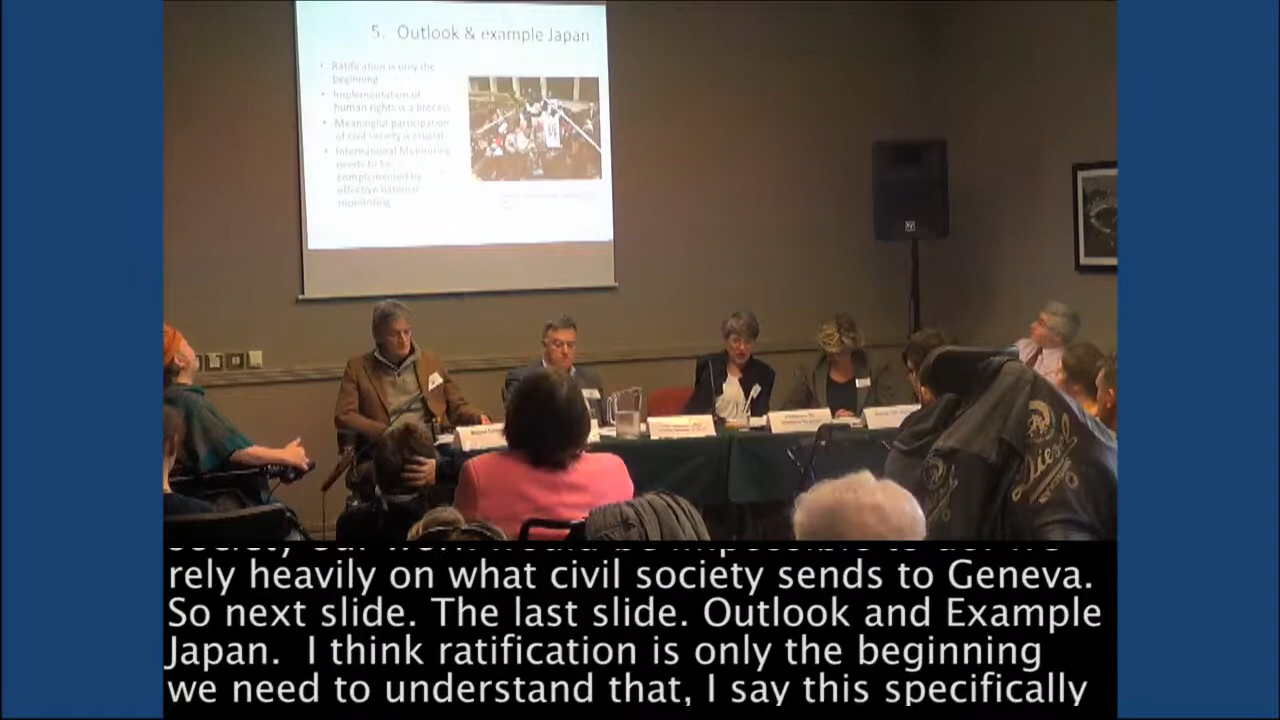 5. Outlook & example Japan
• Ratification is only the
beginning
• Implementation of
human rights is a process
• Meaningful participation
of civil society is crucial
• International Monitoring
needs to be
complemented by
effective national
monitoring
Diesel
rely heavily on what civil society sends to Geneva.
So next slide. The last slide. Outlook and Example
Japan. I think ratification is only the beginning
we need to understand that, I say this specifically